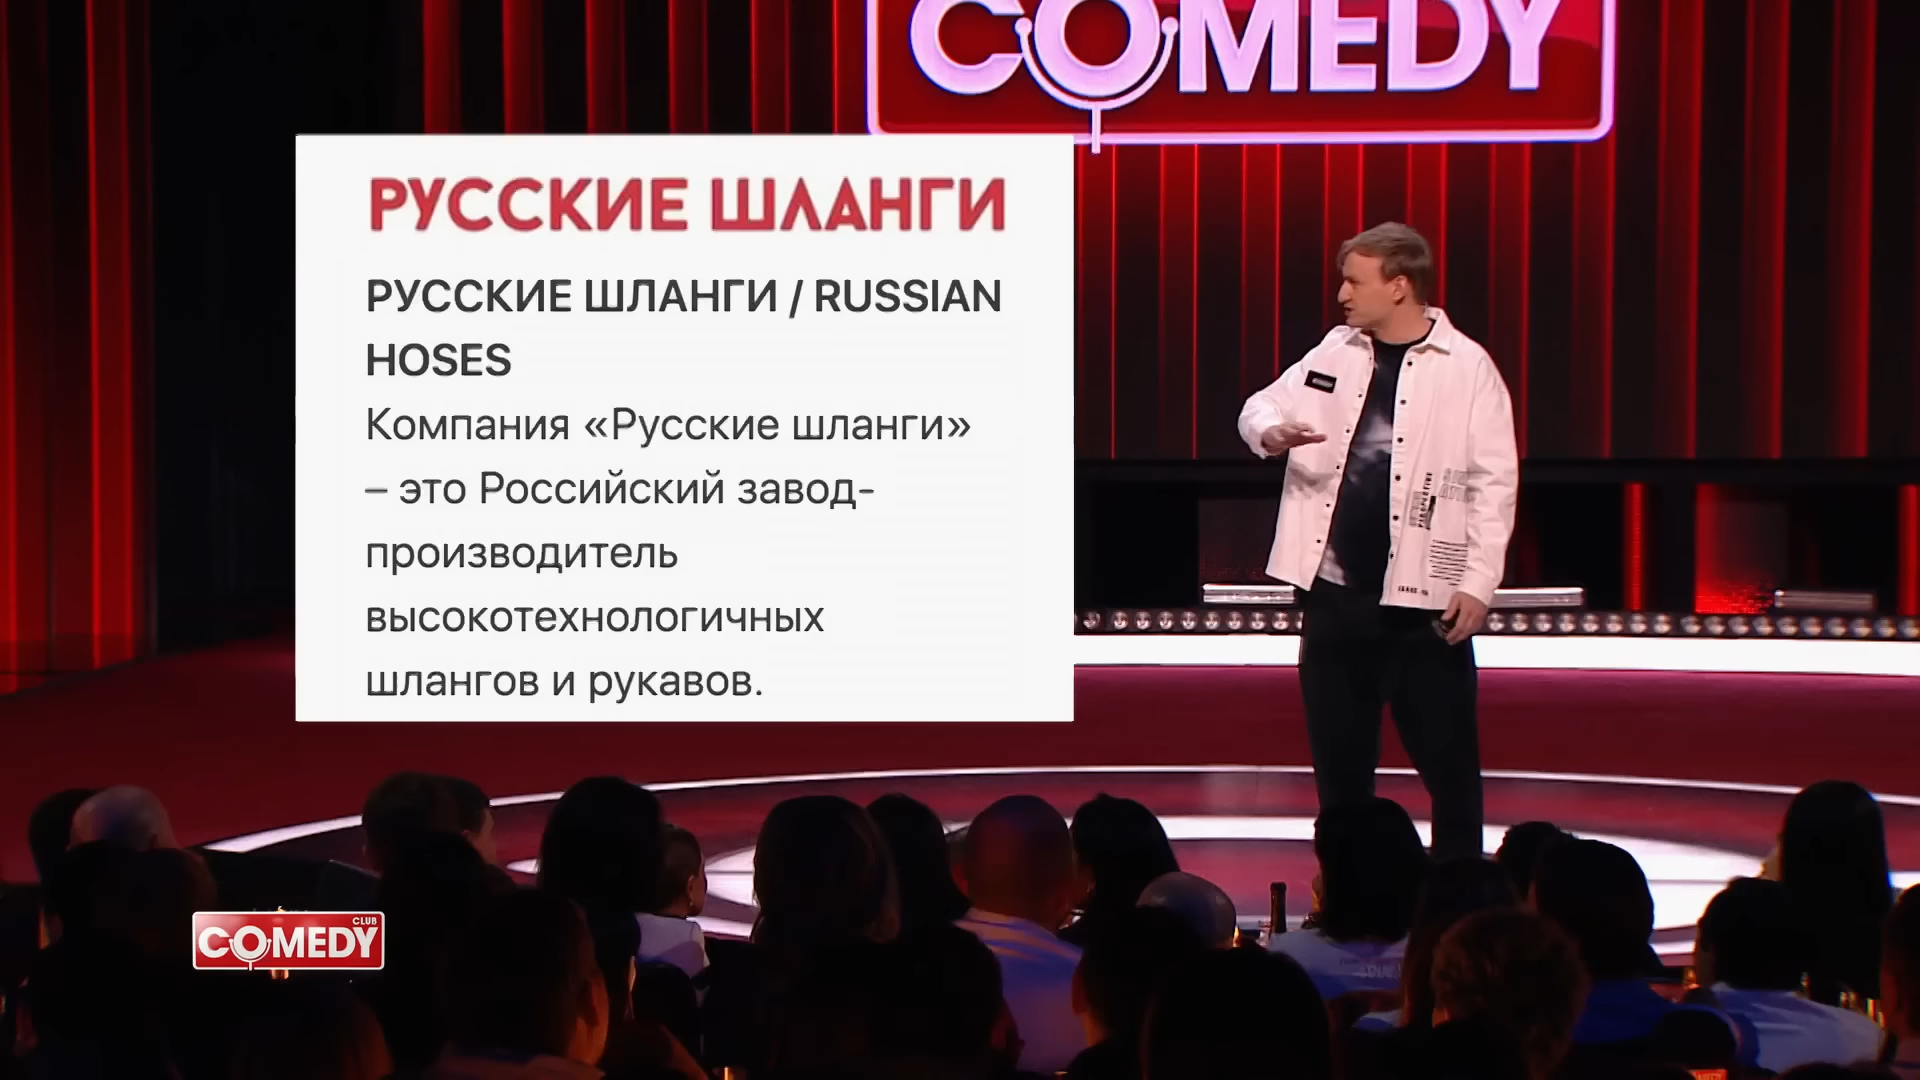 COMEDY
РУССКИЕ ШЛАНГИ
РУССКИЕ ШЛАНГИ / RUSSIAN
HOSES
Компания «Русские шланги»
– это Российский завод-
производитель
высокотехнологичных
шлангов и рукавов.
CLUB
COMEDY